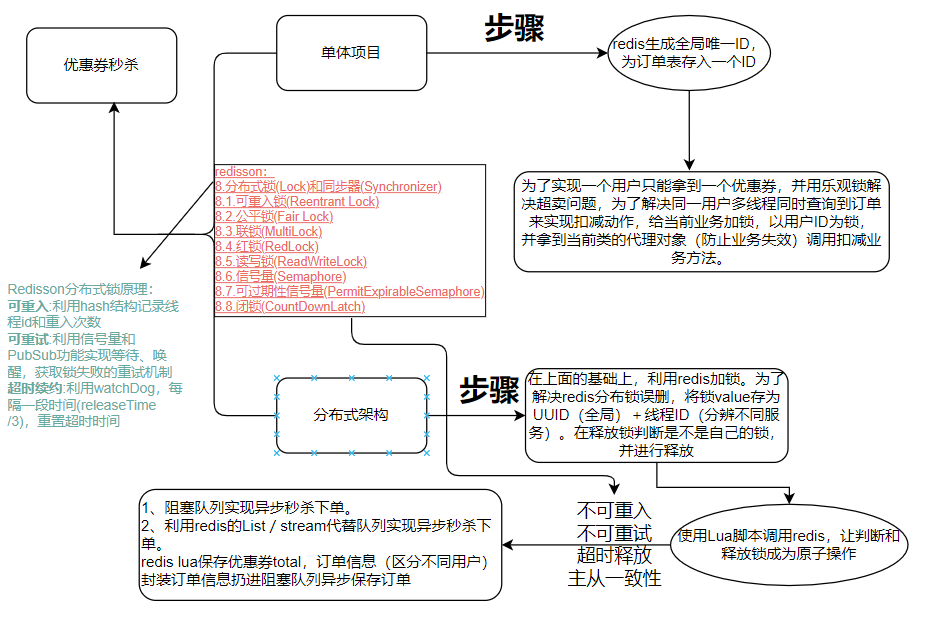 优惠券秒杀
单体项目
步骤
redis生成全局唯一ID，
为订单表存入一个ID
为了实现一个用户只能拿到一个优惠券，并用乐观锁解
决超卖问题，为了解决同一用户多线程同时查询到订单
来实现扣减动作，给当前业务加锁，以用户ID为锁，
并拿到当前类的代理对象（防止业务失效）调用扣减业
务方法。
redisson：
8.分布式锁(Lock)和同步器(Synchronizer)
8.1.可重入锁(Reentrant Lock)
8.2.公平锁(Fair Lock)
8.3.联锁(MultiLock)
8.4.红锁(RedLock)
8.5.读写锁(ReadWriteLock)
8.6.信号量(Semaphore)
8.7.可过期性信号量(PermitExpirableSemaphore)
8.8.闭锁(CountDownLatch)
Redisson分布式锁原理：
可重入:利用hash结构记录线
程id和重入次数
可重试:利用信号量和
PubSub功能实现等待、唤
醒，获取锁失败的重试机制
超时续约:利用watchDog，每
隔一段时间(releaseTime
/3)，重置超时时间
分布式架构
步骤
在上面的基础上，利用redis加锁。为了
解决redis分布锁误删，将锁value存为
UUID（全局）＋线程ID（分辨不同服
务）。在释放锁判断是不是自己的锁，
并进行释放
使用Lua脚本调用redis，让判断和
释放锁成为原子操作
不可重入
不可重试
超时释放
主从一致性
1、阻塞队列实现异步秒杀下单。
2、利用redis的List / stream代替队列实现异步秒杀下
单。
redis lua保存优惠券total，订单信息（区分不同用户）
封装订单信息扔进阻塞队列异步保存订单